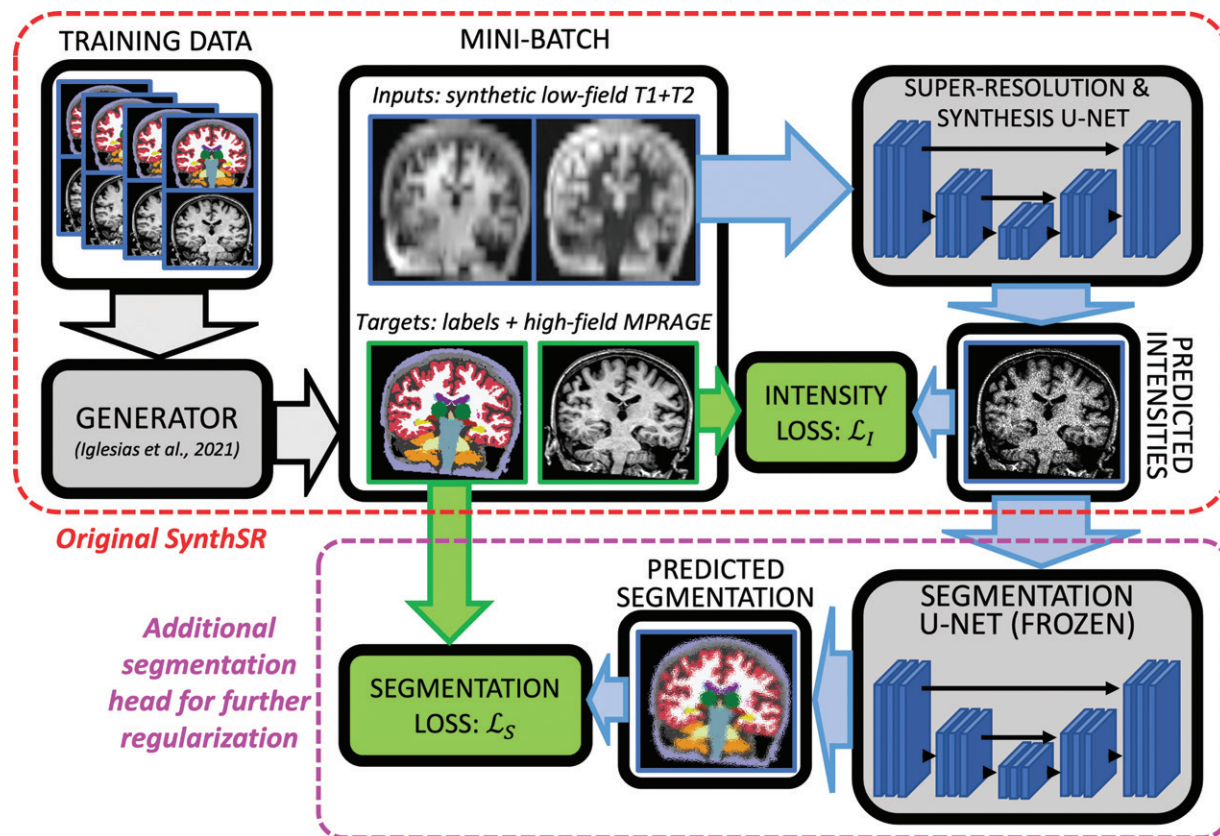 TRAINING DATA
MINI-BATCH
Inputs: synthetic low-field T1+T2
SUPER-RESOLUTION &
SYNTHESIS U-NET
Targets: labels + high-field MPRAGE
GENERATOR
(Iglesias et al., 2021)
INTENSITY
LOSS: ℒ_I
PREDICTED
INTENSITIES
Original SynthSR
Additional
segmentation
head for further
regularization
SEGMENTATION
LOSS: ℒ_S
PREDICTED
SEGMENTATION
SEGMENTATION
U-NET (FROZEN)